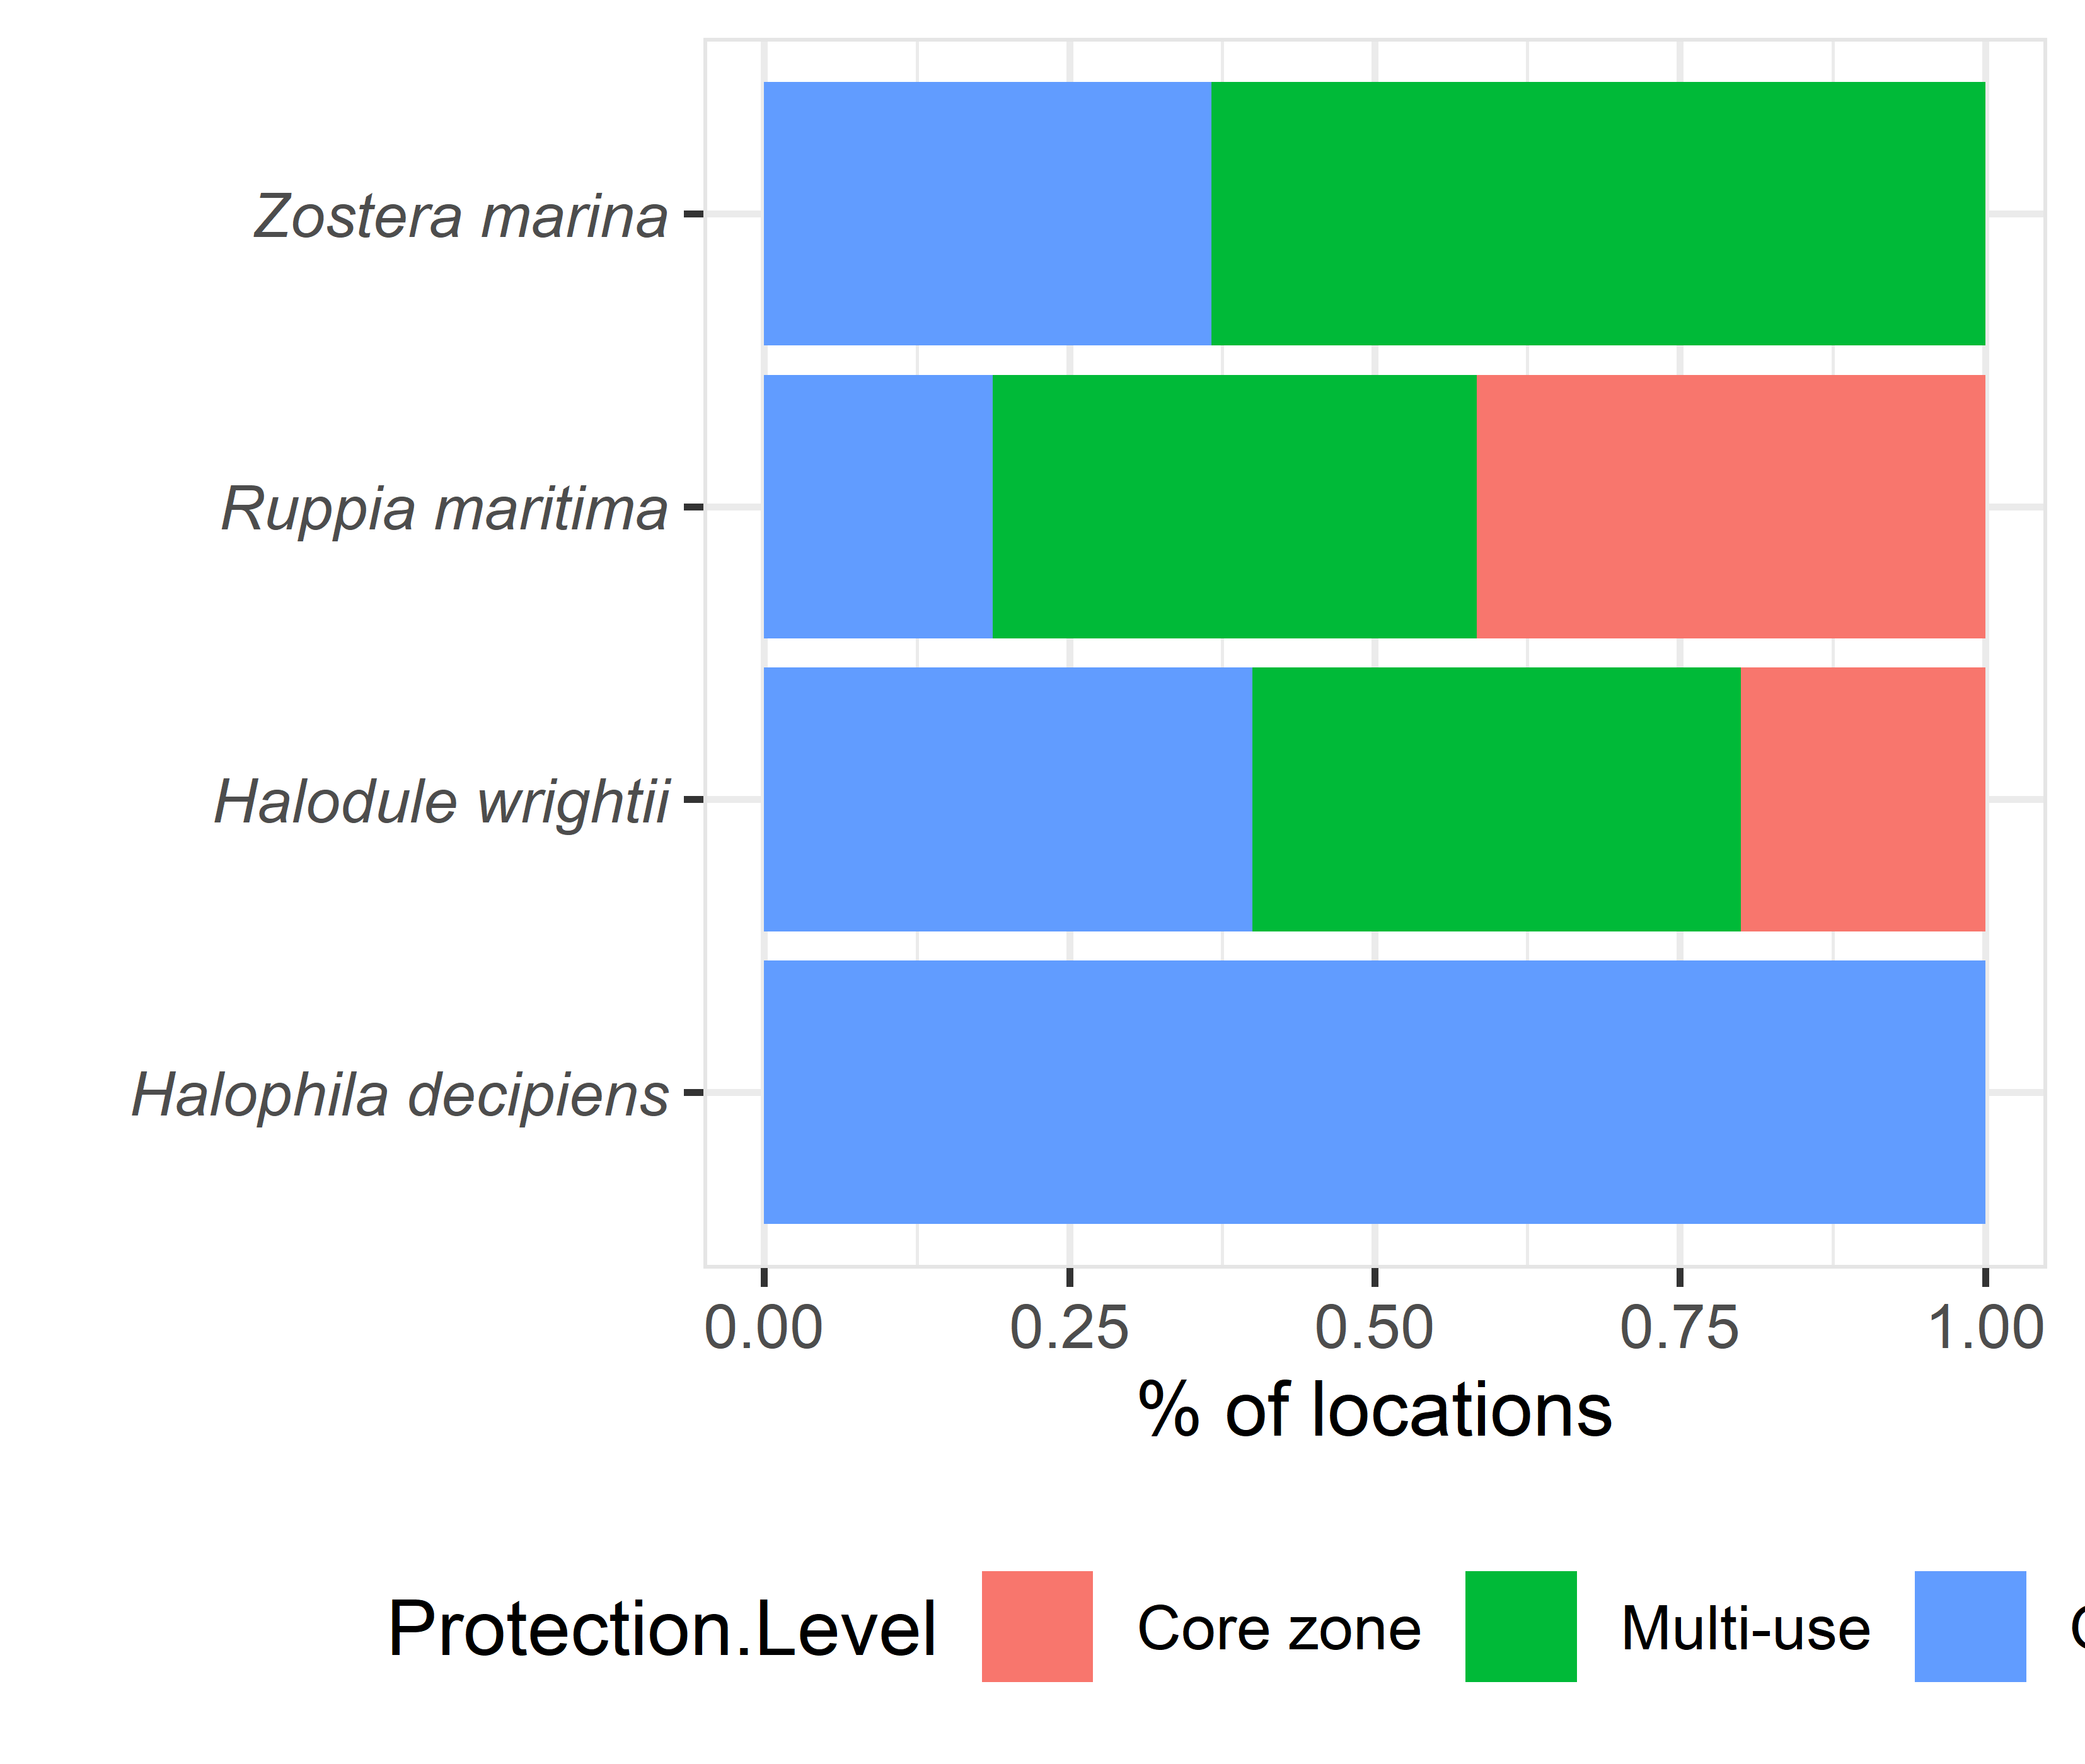 Zostera marina
Ruppia maritima
Halodule wrightii
Halophila decipiens
0.00 0.25 0.50 0.75 1.00
% of locations
Protection.Level Core zone Multi-use